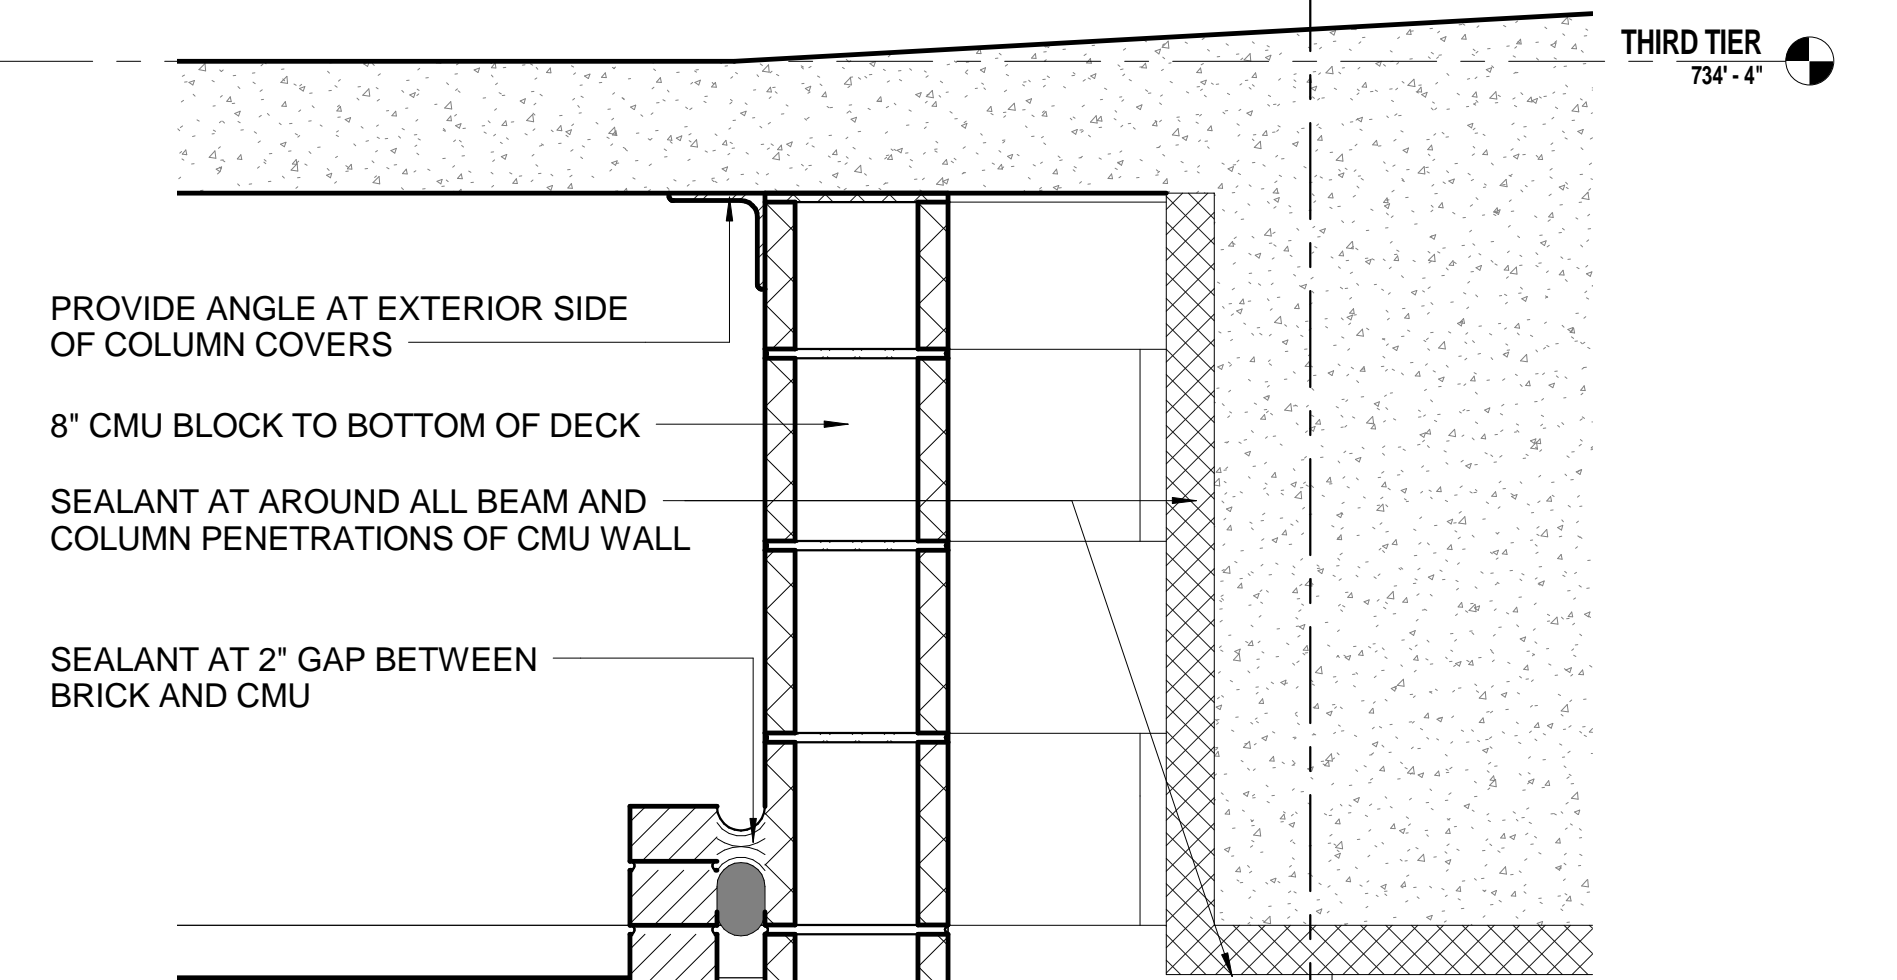 THIRD TIER
734' - 4"
PROVIDE ANGLE AT EXTERIOR SIDE
OF COLUMN COVERS
8" CMU BLOCK TO BOTTOM OF DECK
SEALANT AT AROUND ALL BEAM AND
COLUMN PENETRATIONS OF CMU WALL
SEALANT AT 2" GAP BETWEEN
BRICK AND CMU